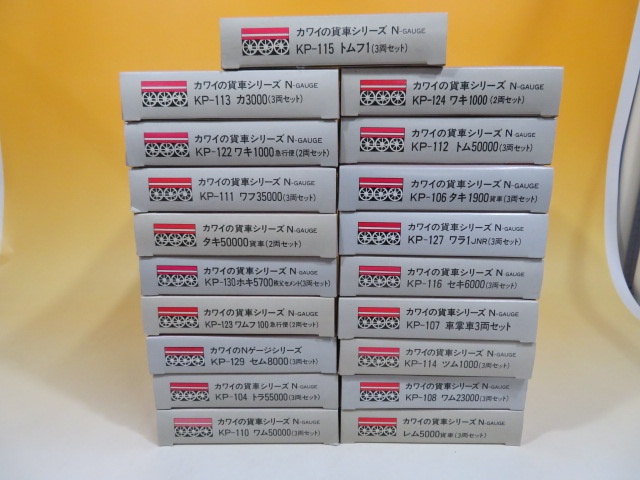 カワイの貨車シリーズ N-GAUGE
KP-115 トムフ1(3両セット)
カワイの貨車シリーズ N-GAUGE
KP-113 カ3000(3両セット)
カワイの貨車シリーズ N-GAUGE
KP-122 ワキ1000急行便(2両セット)
カワイの貨車シリーズ N-GAUGE
KP-111 ワフ35000(3両セット)
カワイの貨車シリーズ N-GAUGE
タキ50000貨車(2両セット)
カワイの貨車シリーズ N-GAUGE
KP-130ホキ5700秩父セメント(3両セット)
カワイの貨車シリーズ N-GAUGE
KP-123ワムフ100急行便(2両セット)
カワイのNゲージシリーズ
KP-129 セム8000(3両セット)
カワイの貨車シリーズ N-GAUGE
KP-104 トラ55000(3両セット)
カワイの貨車シリーズ N-GAUGE
KP-110 ワム50000(3両セット)
カワイの貨車シリーズ N-GAUGE
KP-124 ワキ1000(2両セット)
カワイの貨車シリーズ N-GAUGE
KP-112 トム50000(3両セット)
カワイの貨車シリーズ N-GAUGE
KP-106 タキ1900貨車(3両セット)
カワイの貨車シリーズ N-GAUGE
KP-127 ワラ1JNR(3両セット)
カワイの貨車シリーズ N-GAUGE
KP-116 セキ6000(3両セット)
カワイの貨車シリーズ N-GAUGE
KP-107 車掌車3両セット
カワイの貨車シリーズ N-GAUGE
KP-114 ツム1000(3両セット)
カワイの貨車シリーズ N-GAUGE
KP-108 ワム23000(3両セット)
カワイの貨車シリーズ N-GAUGE
レム5000貨車(3両セット)